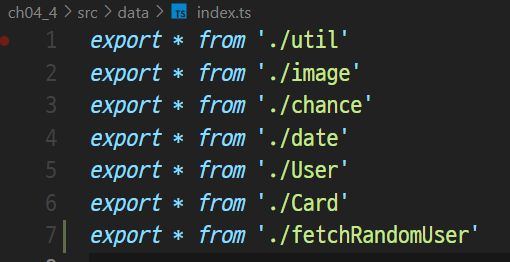 ch04_4 > src > data > TS index.ts
1 export * from './util'
2 export * from './image'
3 export * from './chance'
4 export * from './date'
5 export * from './User'
6 export * from './Card'
7 export * from './fetchRandomUser'